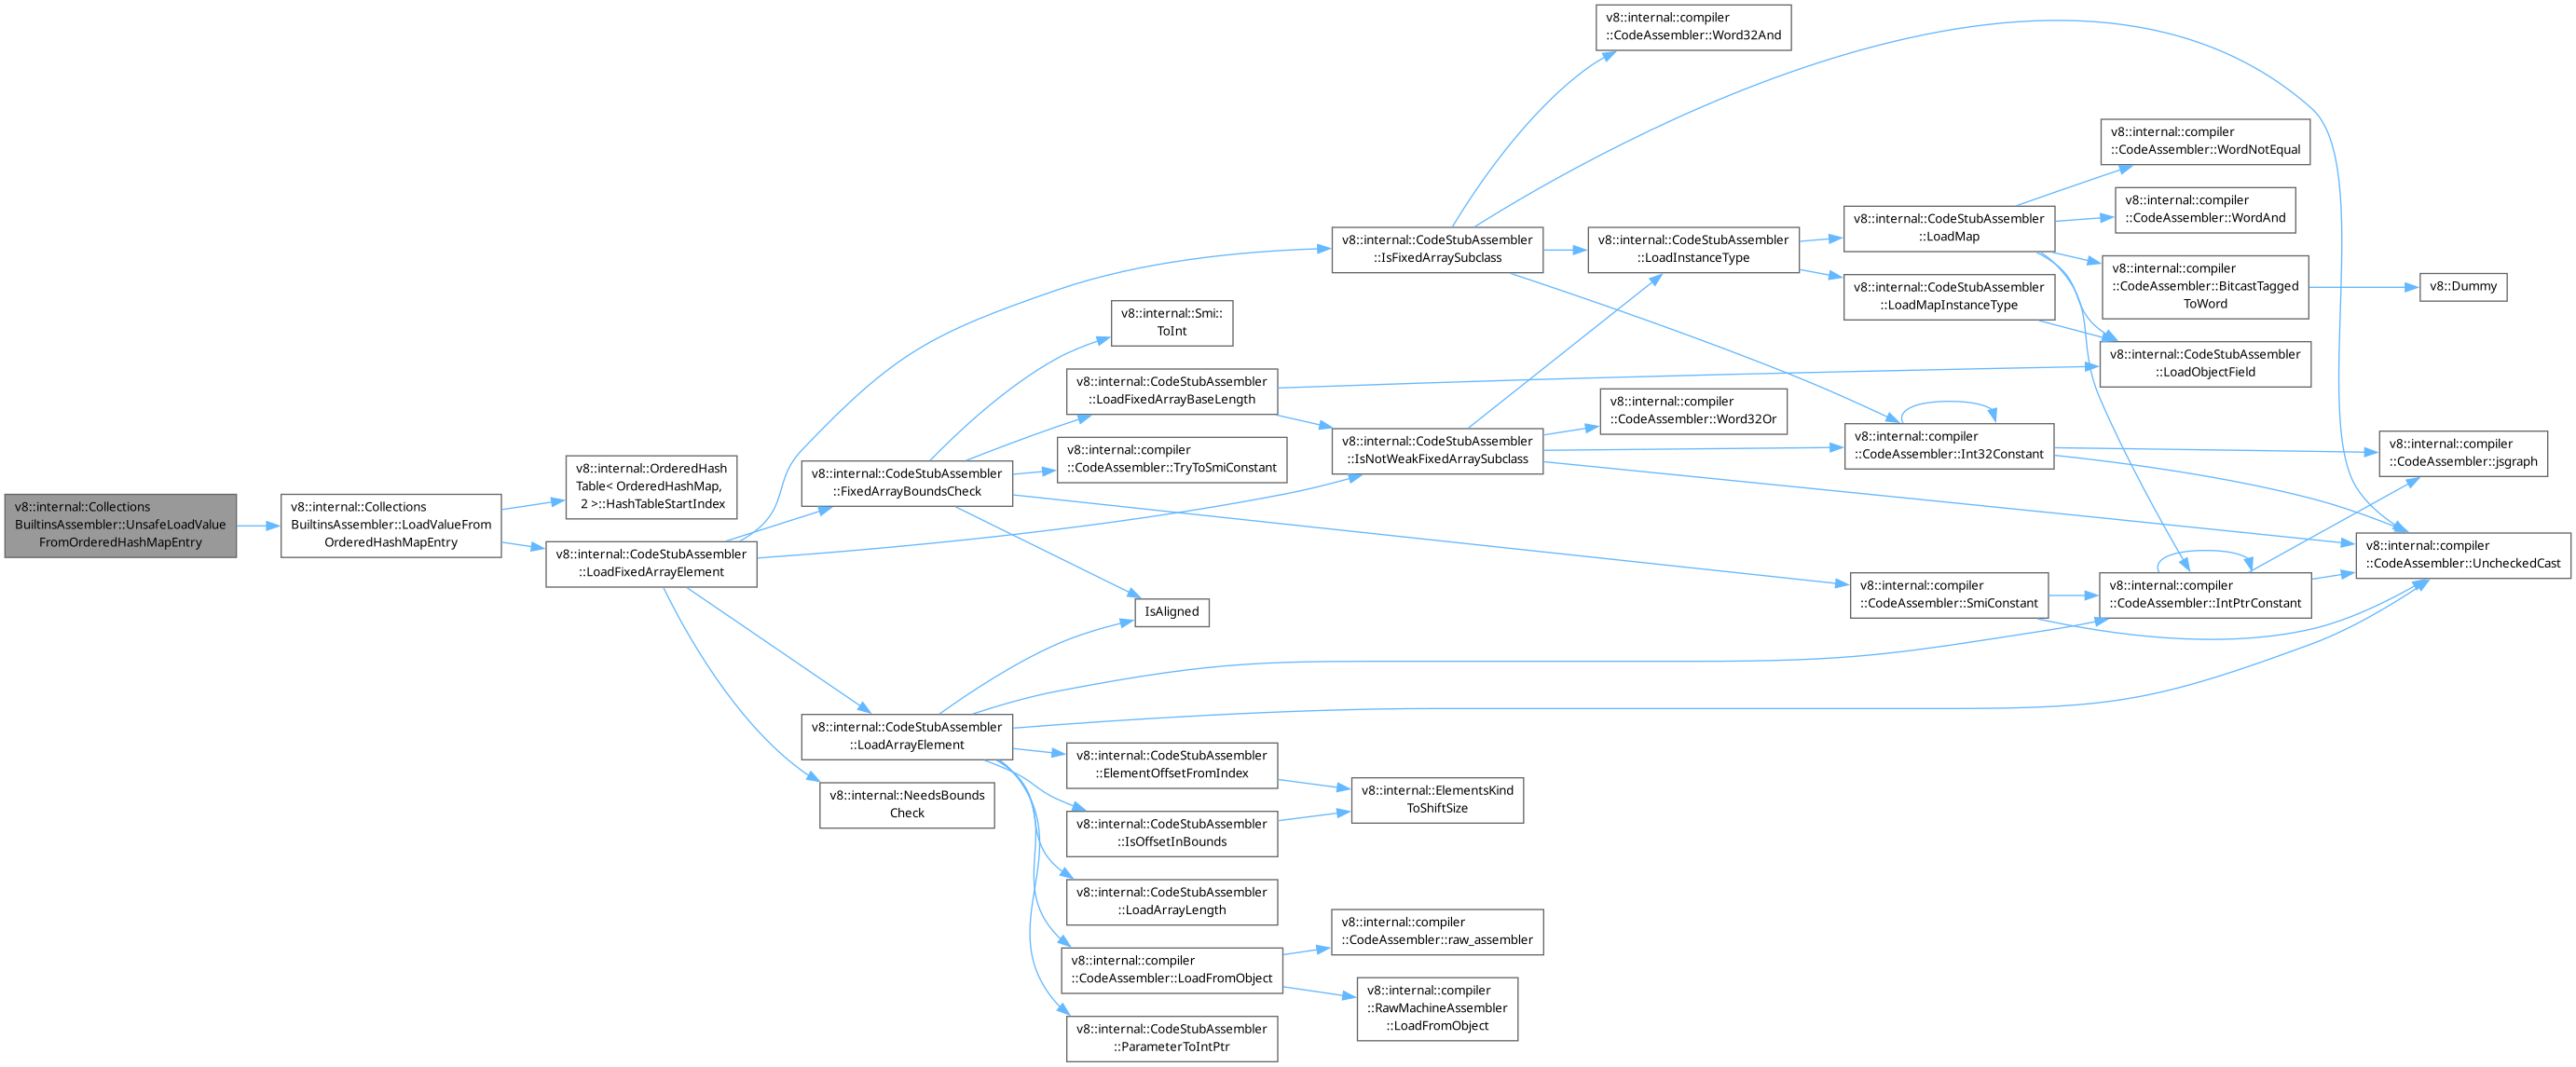 v8::internal::Collections
BuiltinsAssembler::UnsafeLoadValue
FromOrderedHashMapEntry
v8::internal::Collections
BuiltinsAssembler::LoadValueFrom
OrderedHashMapEntry
v8::internal::OrderedHash
Table< OrderedHashMap,
2 >::HashTableStartIndex
v8::internal::CodeStubAssembler
::LoadFixedArrayElement
v8::internal::CodeStubAssembler
::FixedArrayBoundsCheck
v8::internal::CodeStubAssembler
::LoadArrayElement
v8::internal::NeedsBounds
Check
v8::internal::Smi::
ToInt
v8::internal::CodeStubAssembler
::LoadFixedArrayBaseLength
v8::internal::compiler
::CodeAssembler::TryToSmiConstant
IsAligned
v8::internal::CodeStubAssembler
::ElementOffsetFromIndex
v8::internal::CodeStubAssembler
::IsOffsetInBounds
v8::internal::CodeStubAssembler
::LoadArrayLength
v8::internal::compiler
::CodeAssembler::LoadFromObject
v8::internal::CodeStubAssembler
::ParameterToIntPtr
v8::internal::CodeStubAssembler
::IsFixedArraySubclass
v8::internal::CodeStubAssembler
::IsNotWeakFixedArraySubclass
v8::internal::ElementsKind
ToShiftSize
v8::internal::compiler
::CodeAssembler::raw_assembler
v8::internal::compiler
::RawMachineAssembler
::LoadFromObject
v8::internal::compiler
::CodeAssembler::Word32And
v8::internal::CodeStubAssembler
::LoadInstanceType
v8::internal::compiler
::CodeAssembler::Word32Or
v8::internal::CodeStubAssembler
::LoadMap
v8::internal::CodeStubAssembler
::LoadMapInstanceType
v8::internal::compiler
::CodeAssembler::Int32Constant
v8::internal::compiler
::CodeAssembler::SmiConstant
v8::internal::compiler
::CodeAssembler::WordNotEqual
v8::internal::compiler
::CodeAssembler::WordAnd
v8::internal::compiler
::CodeAssembler::BitcastTagged
ToWord
v8::internal::CodeStubAssembler
::LoadObjectField
v8::internal::compiler
::CodeAssembler::IntPtrConstant
v8::Dummy
v8::internal::compiler
::CodeAssembler::jsgraph
v8::internal::compiler
::CodeAssembler::UncheckedCast